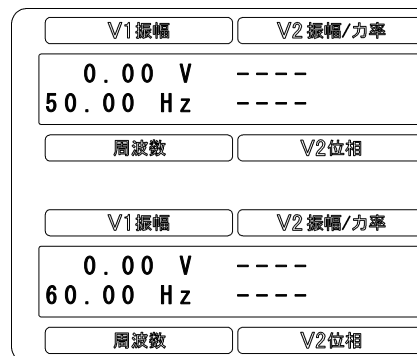 V1振幅 V2振幅/力率
0.00 V ----
50.00 Hz ----
周波数 V2位相
V1振幅 V2振幅/力率
0.00 V ----
60.00 Hz ----
周波数 V2位相